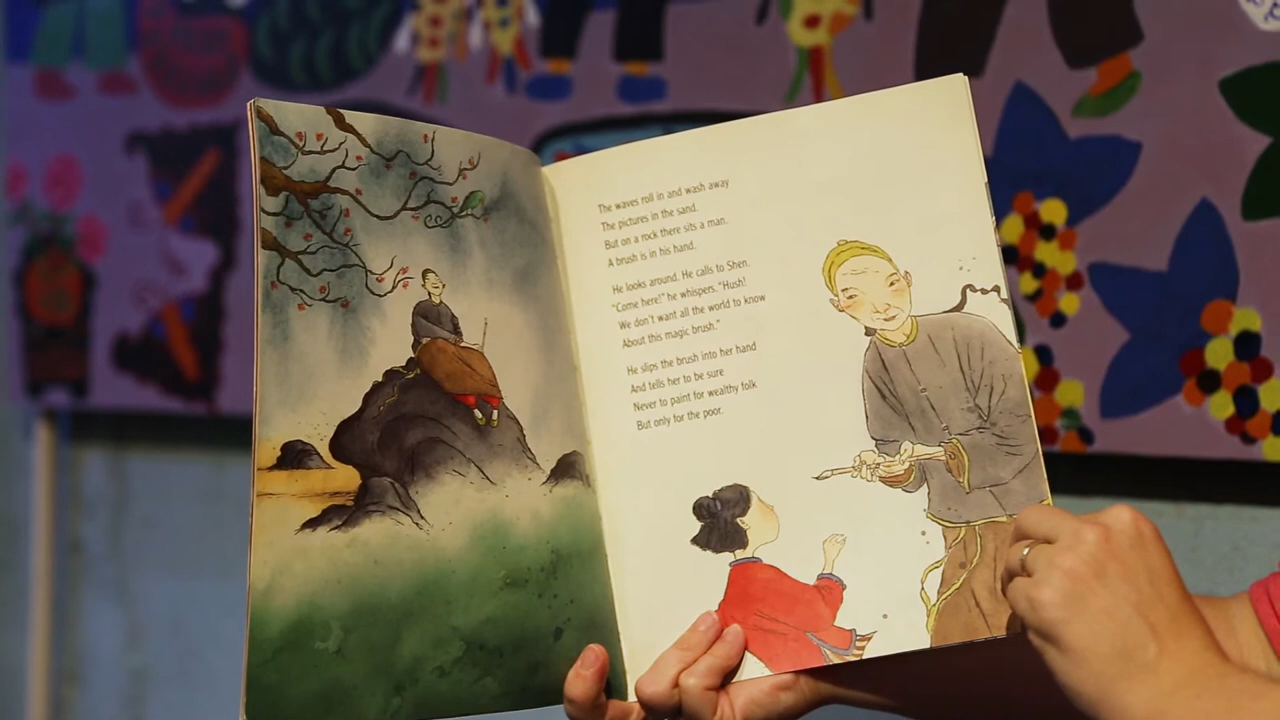 The waves roll in and wash away
The pictures in the sand.
But on a rock there sits a man.
A brush is in his hand.
He looks around. He calls to Shen.
"Come here!" he whispers. "Hush!
We don't want all the world to know
About this magic brush."
He slips the brush into her hand
And tells her to be sure
Never to paint for wealthy folk
But only for the poor.